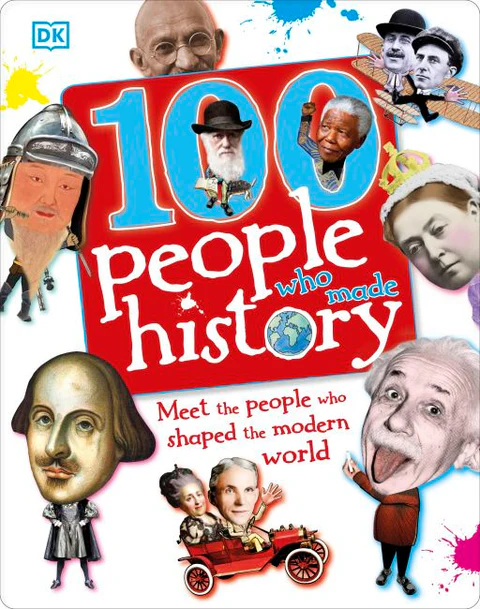 DK
100
people
who made
history
Meet the people who
shaped the modern
world